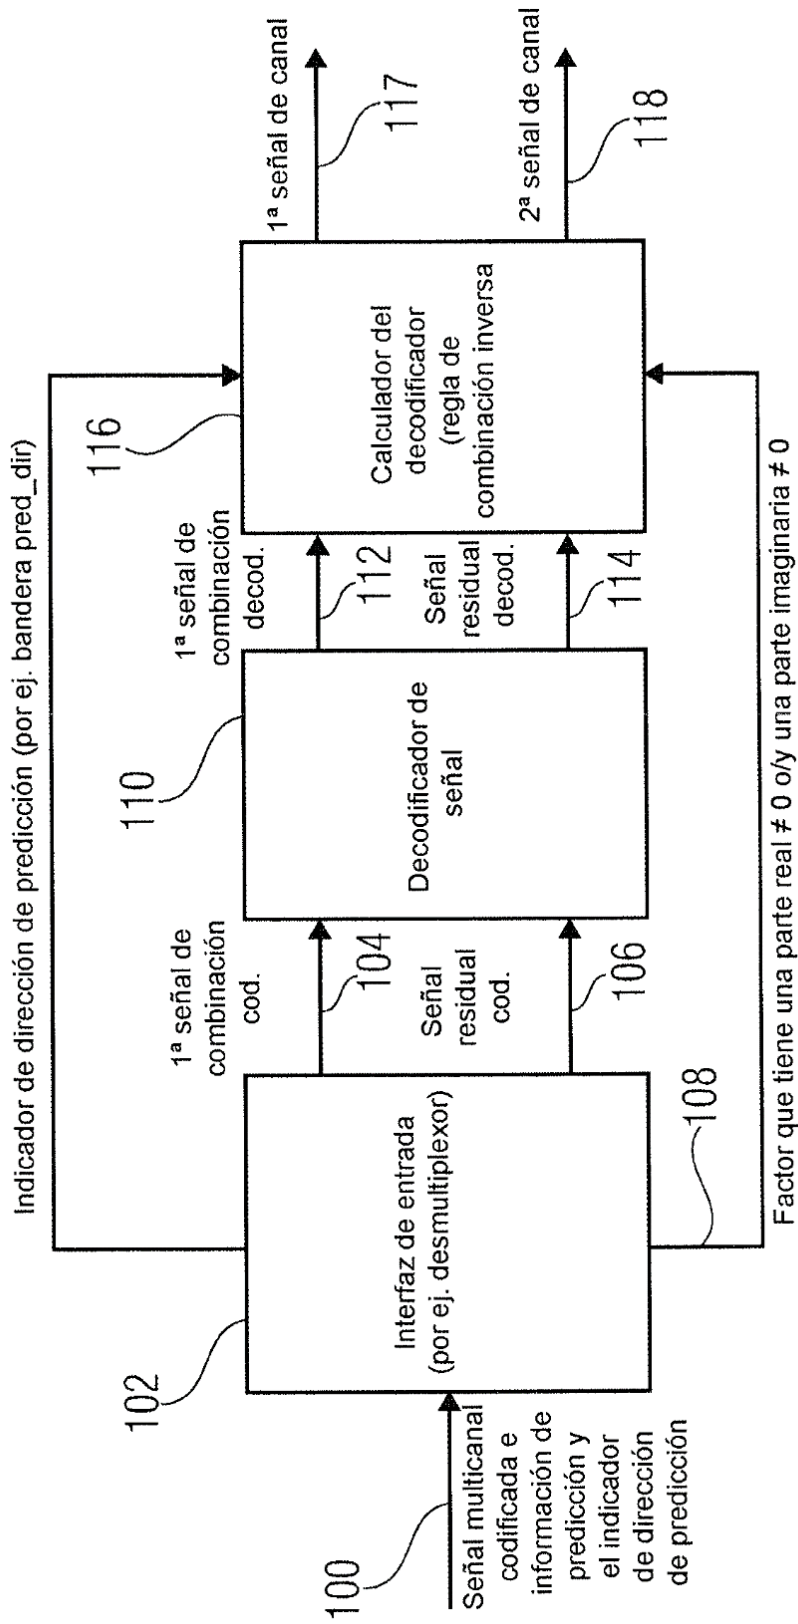 Indicador de dirección de predicción (por ej. bandera pred_dir)
100
Señal multicanal
codificada e
información de
predicción y
el indicador
de dirección
de predicción
102
Interfaz de entrada
(por ej. desmultiplexor)
1ª señal de
combinación
cod.
104
Señal
residual
cod.
106
108
110
Decodificador de
señal
1ª señal de
combinación
decod.
112
Señal
residual
decod.
114
116
Calculador del
decodificador
(regla de
combinación inversa
1ª señal de canal
117
2ª señal de canal
118
Factor que tiene una parte real ≠ 0 o/y una parte imaginaria ≠ 0